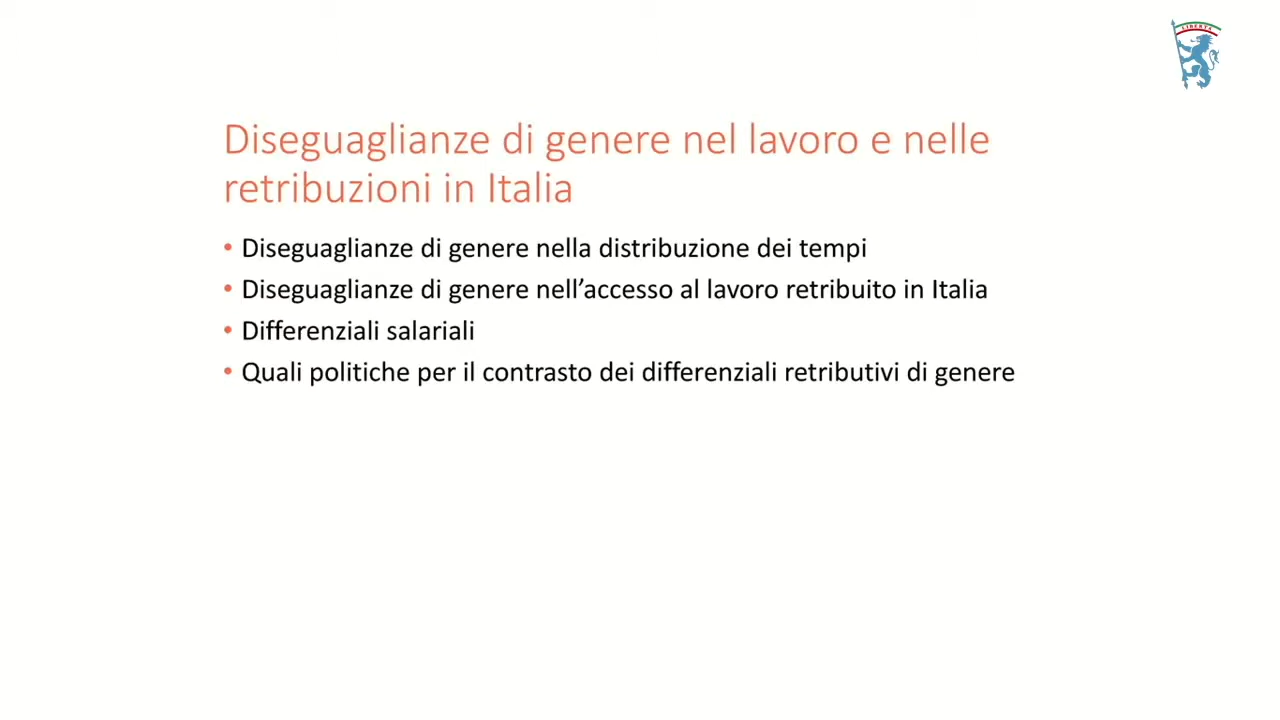 LIBERTÀ
Diseguaglianze di genere nel lavoro e nelle
retribuzioni in Italia
• Diseguaglianze di genere nella distribuzione dei tempi
• Diseguaglianze di genere nell’accesso al lavoro retribuito in Italia
• Differenziali salariali
• Quali politiche per il contrasto dei differenziali retributivi di genere